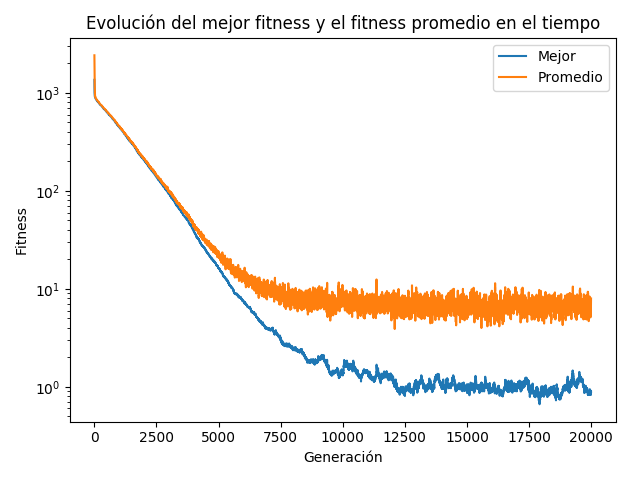 Evolución del mejor fitness y el fitness promedio en el tiempo
Mejor
Promedio
10³
10²
10¹
10⁰
Fitness
0 2500 5000 7500 10000 12500 15000 17500 20000
Generación